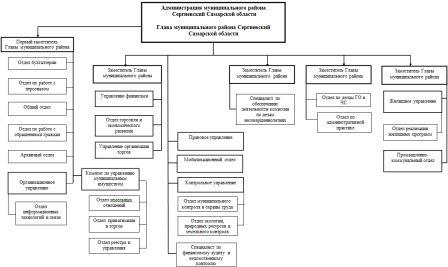 Администрация муниципального района
Сергиевский Самарской области
Глава муниципального района Сергиевский
Самарской области
Первый заместитель
Главы муниципального района
Отдел бухгалтерии
Отдел по работе с
персоналом
Общий отдел
Отдел по работе с
обращениями граждан
Архивный отдел
Организационное
управление
Отдел
информационных
технологий и связи
Заместитель Главы
муниципального района
Управление финансами
Отдел торговли и
экономического
развития
Управление организации
торгов
Комитет по управлению
муниципальным
имуществом
Отдел земельных
отношений
Отдел приватизации
и торгов
Отдел реестра и
управления
Правовое управление
Мобилизационный отдел
Контрольное управление
Отдел муниципального
контроля и охраны труда
Отдел экологии,
природных ресурсов и
земельного контроля
Специалист по
финансовому аудиту и
ведомственному
контролю
Заместитель Главы
муниципального района
Специалист по
обеспечению
деятельности комиссии
по делам
несовершеннолетних
Заместитель Главы
муниципального района
Отдел по делам ГО и
ЧС
Отдел по
административной
практике
Заместитель Главы
муниципального района
Жилищное управление
Отдел реализации
жилищных программ
Промышленно-
коммунальный отдел